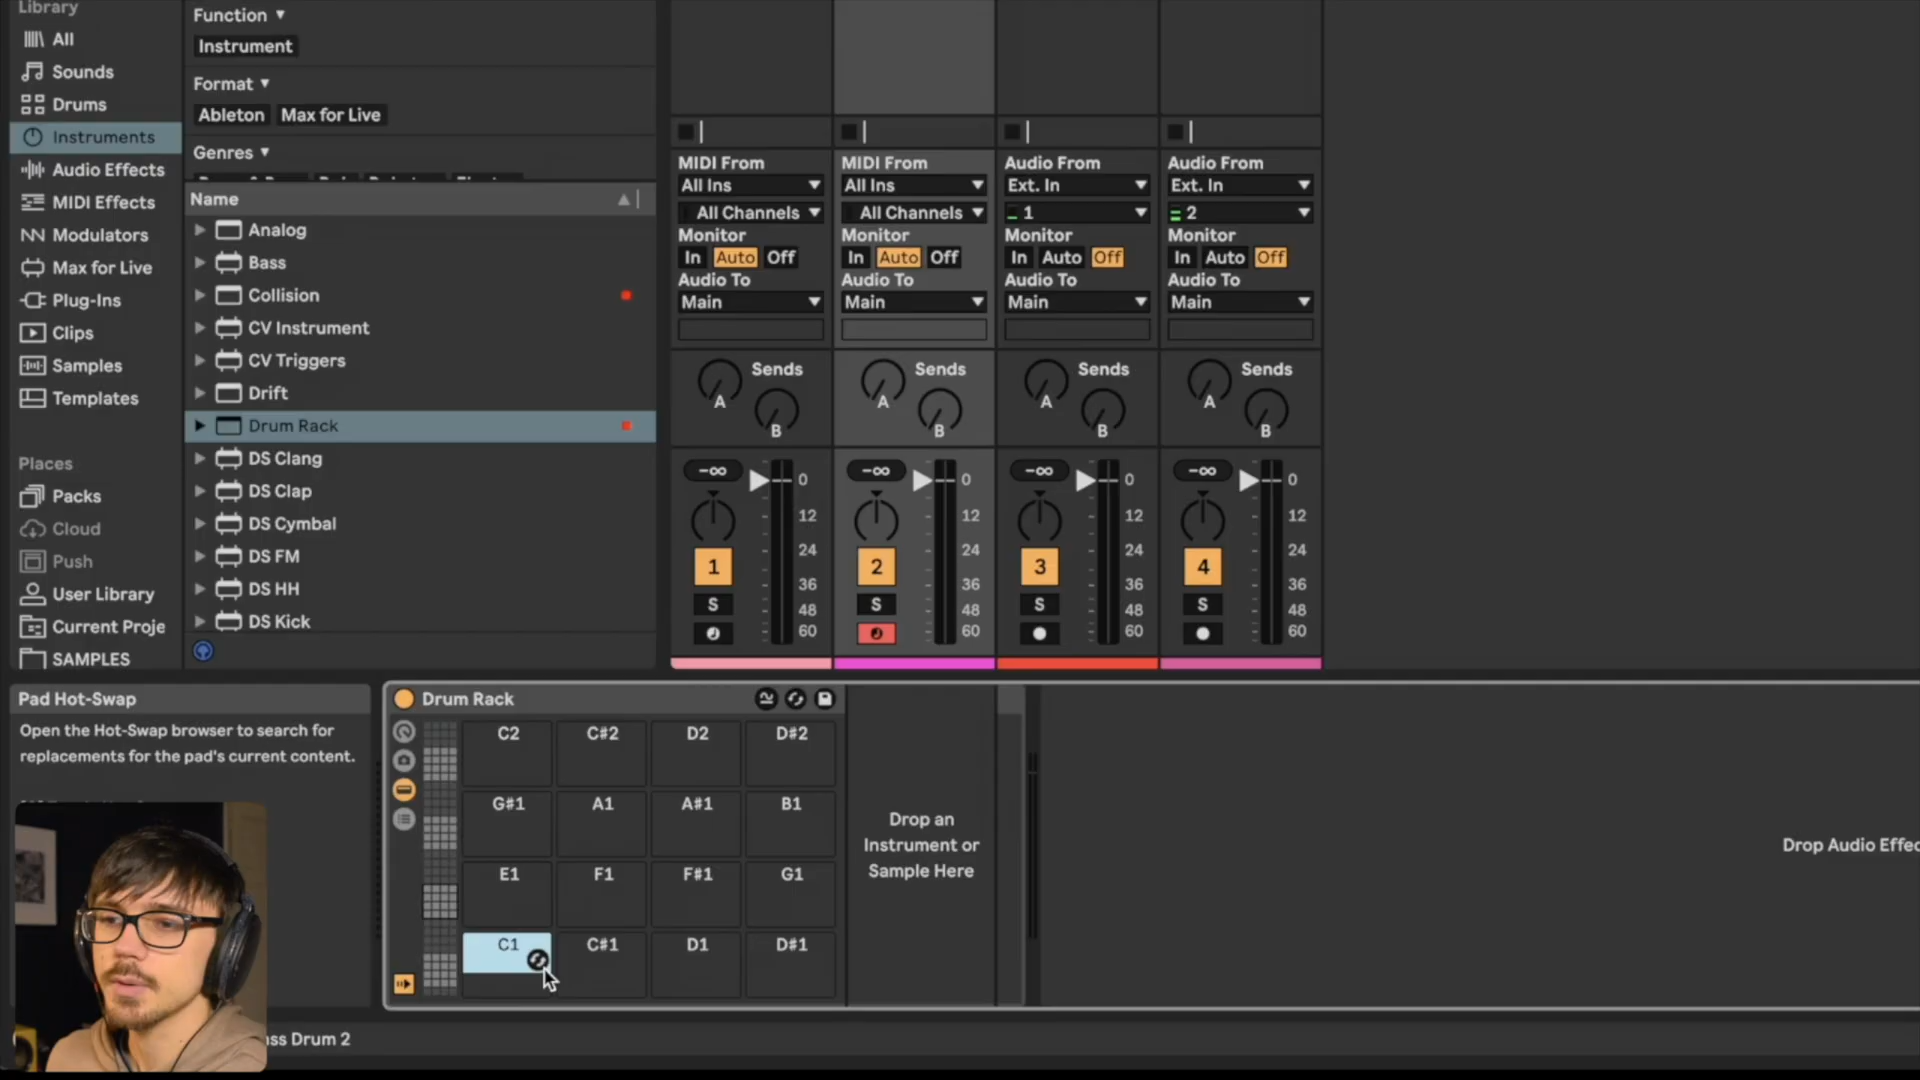 Library
All
Sounds
Drums
Instruments
Audio Effects
MIDI Effects
Modulators
Max for Live
Plug-Ins
Clips
Samples
Templates
Places
Packs
Cloud
Push
User Library
Current Proje
SAMPLES
Function
Instrument
Format
Ableton Max for Live
Genres
Name
Analog
Bass
Collision
CV Instrument
CV Triggers
Drift
Drum Rack
DS Clang
DS Clap
DS Cymbal
DS FM
DS HH
DS Kick
MIDI From MIDI From Audio From Audio From
All Ins All Ins Ext. In Ext. In
All Channels All Channels 1 2
Monitor Monitor Monitor Monitor
In Auto Off In Auto Off In Auto Off In Auto Off
Audio To Audio To Audio To Audio To
Main Main Main Main
Sends Sends Sends Sends
A A A A
B B B B
-∞ 0 -∞ 0 -∞ 0 -∞ 0
12 12 12 12
24 24 24 24
1 2 3 4
36 36 36 36
S 48 S 48 S 48 S 48
60 60 60 60
Pad Hot-Swap
Open the Hot-Swap browser to search for
replacements for the pad's current content.
Drum Rack
C2 C#2 D2 D#2
G#1 A1 A#1 B1
E1 F1 F#1 G1
C1 C#1 D1 D#1
Drop an
Instrument or
Sample Here
Drop Audio Effec
ss Drum 2